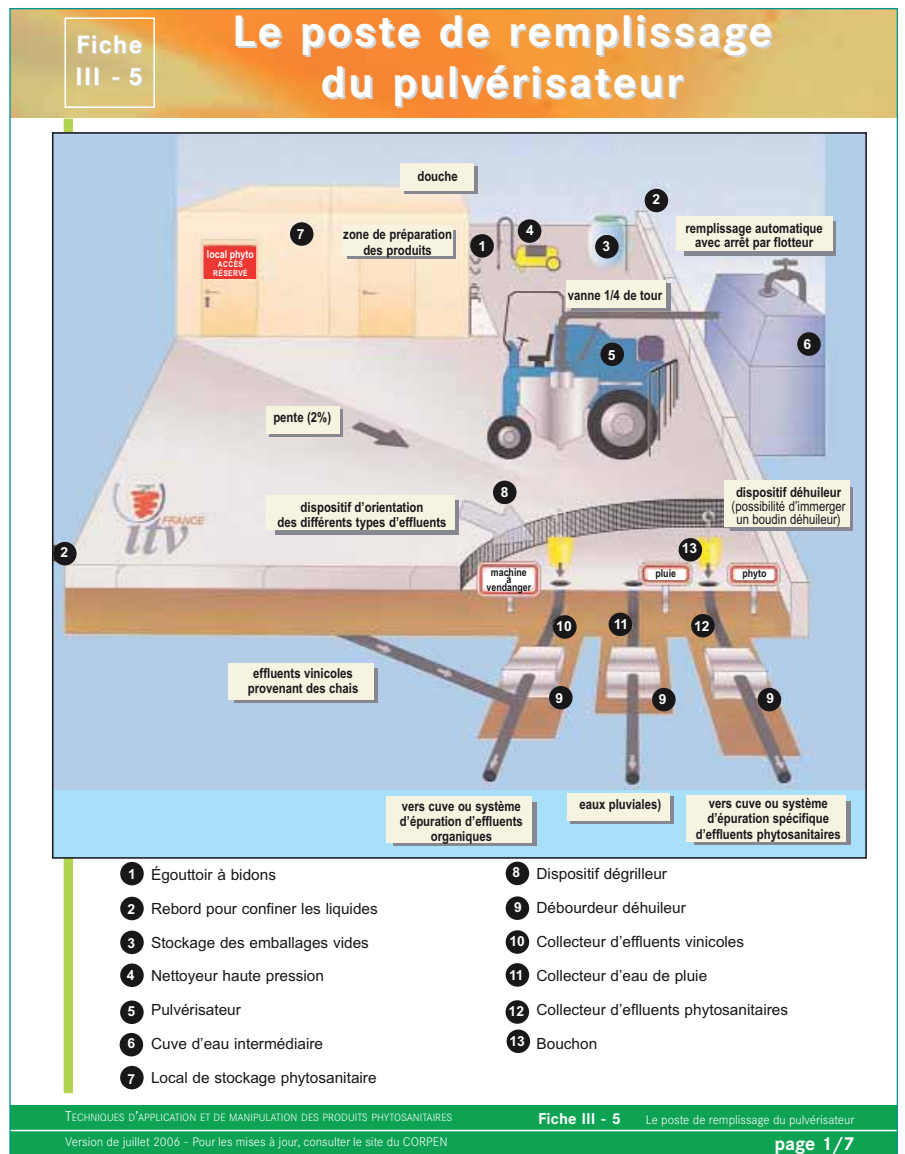 Fiche
III - 5
Le poste de remplissage
du pulvérisateur
douche
2
7
zone de préparation
des produits
1
4
3
remplissage automatique
avec arrêt par flotteur
local phyto
ACCÈS
RÉSERVÉ
vanne 1/4 de tour
5
6
pente (2%)
8
dispositif d'orientation
des différents types d'effluents
dispositif déhuileur
(possibilité d'immerger
un boudin déhuileur)
FRANCE
itv
2
13
machine
à
vendanger
pluie
phyto
10
11
12
effluents vinicoles
provenant des chais
9
9
9
vers cuve ou système
d'épuration d'effluents
organiques
eaux pluviales)
vers cuve ou système
d'épuration spécifique
d'effluents phytosanitaires
1 Égouttoir à bidons
2 Rebord pour confiner les liquides
3 Stockage des emballages vides
4 Nettoyeur haute pression
5 Pulvérisateur
6 Cuve d'eau intermédiaire
7 Local de stockage phytosanitaire
8 Dispositif dégrilleur
9 Débourdeur déhuileur
10 Collecteur d'effluents vinicoles
11 Collecteur d'eau de pluie
12 Collecteur d'efluents phytosanitaires
13 Bouchon
TECHNIQUES D'APPLICATION ET DE MANIPULATION DES PRODUITS PHYTOSANITAIRES
Fiche III - 5 Le poste de remplissage du pulvérisateur
Version de juillet 2006 - Pour les mises à jour, consulter le site du CORPEN
page 1/7